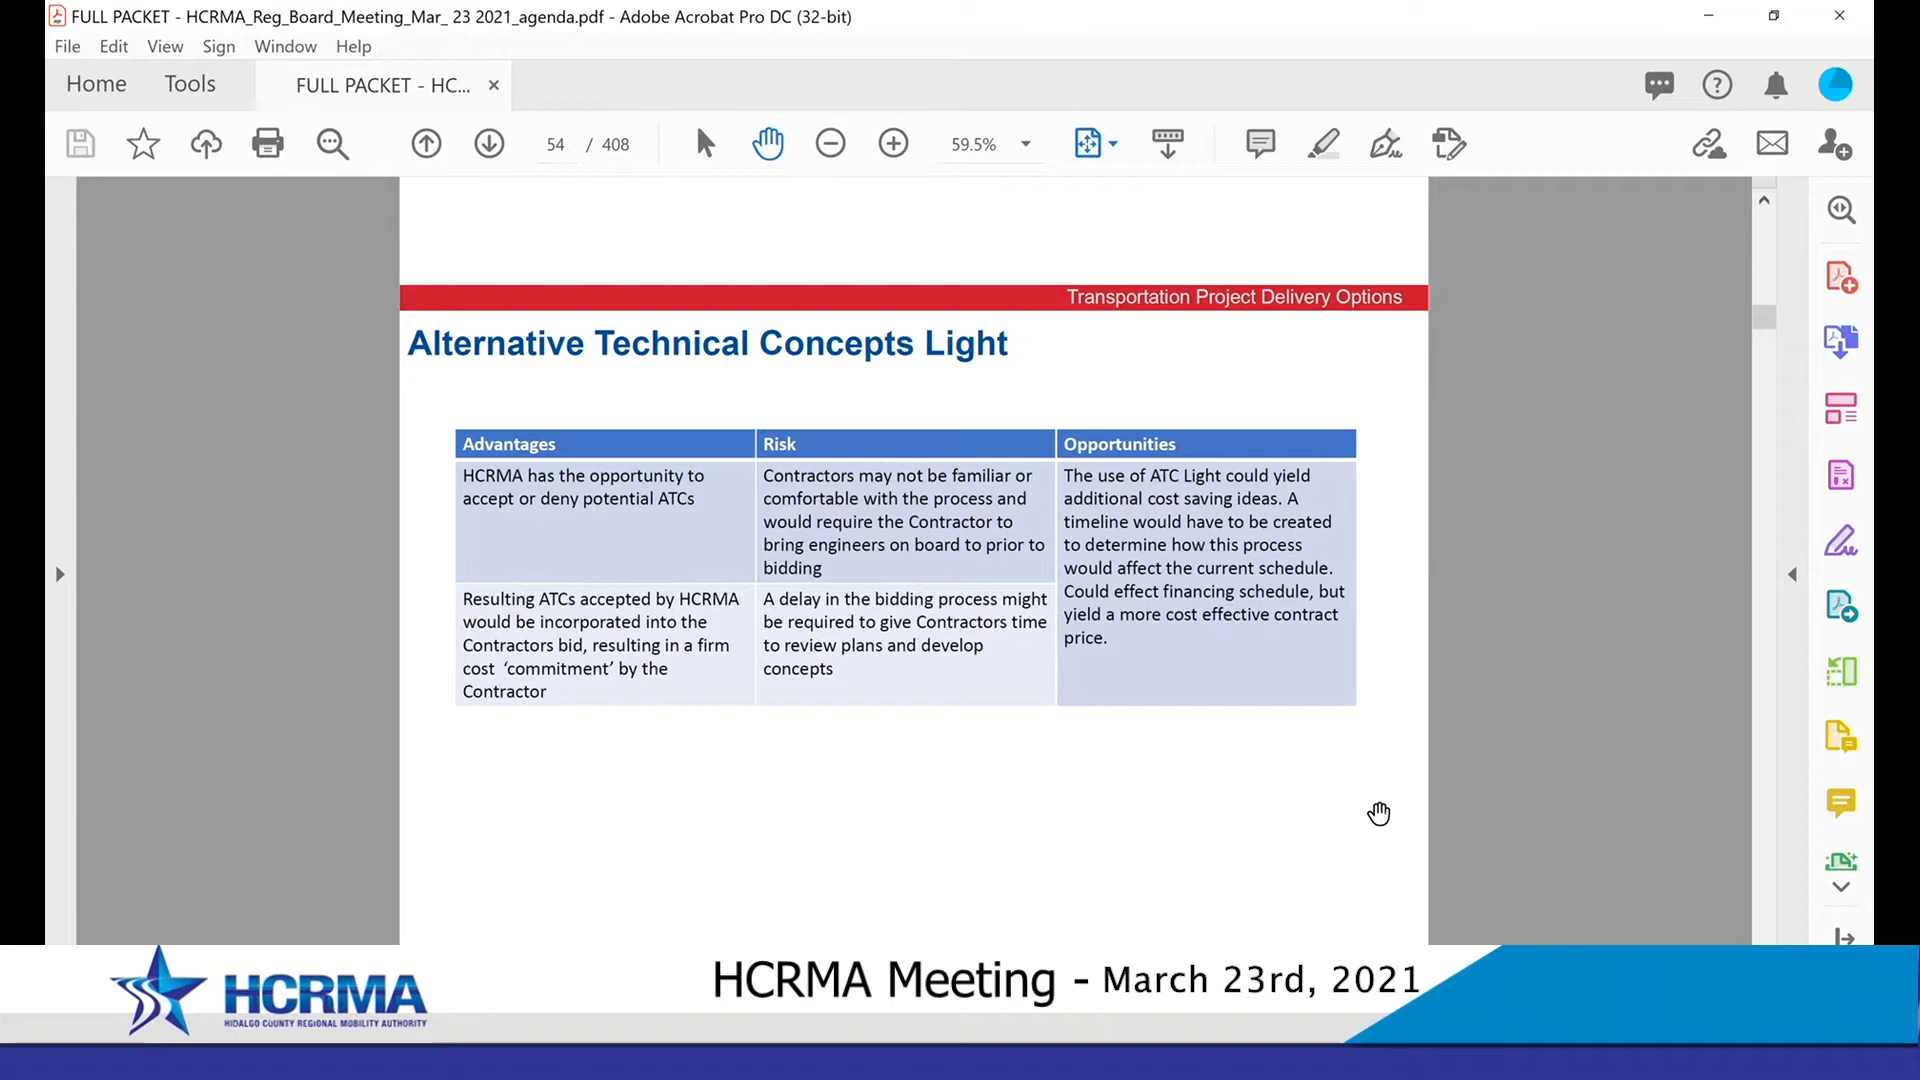 FULL PACKET - HCRMA_Reg_Board_Meeting_Mar_ 23 2021_agenda.pdf - Adobe Acrobat Pro DC (32-bit)
File Edit View Sign Window Help
Home Tools FULL PACKET - HC...
54 / 408 59.5%
Transportation Project Delivery Options
Alternative Technical Concepts Light
Advantages
Risk
Opportunities
HCRMA has the opportunity to
accept or deny potential ATCs
Contractors may not be familiar or
comfortable with the process and
would require the Contractor to
bring engineers on board to prior to
bidding
The use of ATC Light could yield
additional cost saving ideas. A
timeline would have to be created
to determine how this process
would affect the current schedule.
Could effect financing schedule, but
yield a more cost effective contract
price.
Resulting ATCs accepted by HCRMA
would be incorporated into the
Contractors bid, resulting in a firm
cost ‘commitment’ by the
Contractor
A delay in the bidding process might
be required to give Contractors time
to review plans and develop
concepts
HCRMA
HIDALGO COUNTY REGIONAL MOBILITY AUTHORITY
HCRMA Meeting - March 23rd, 2021